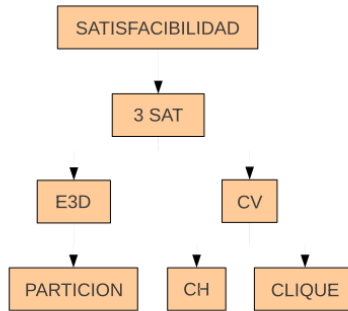 SATISFACIBILIDAD
3 SAT
E3D
CV
PARTICION
CH
CLIQUE